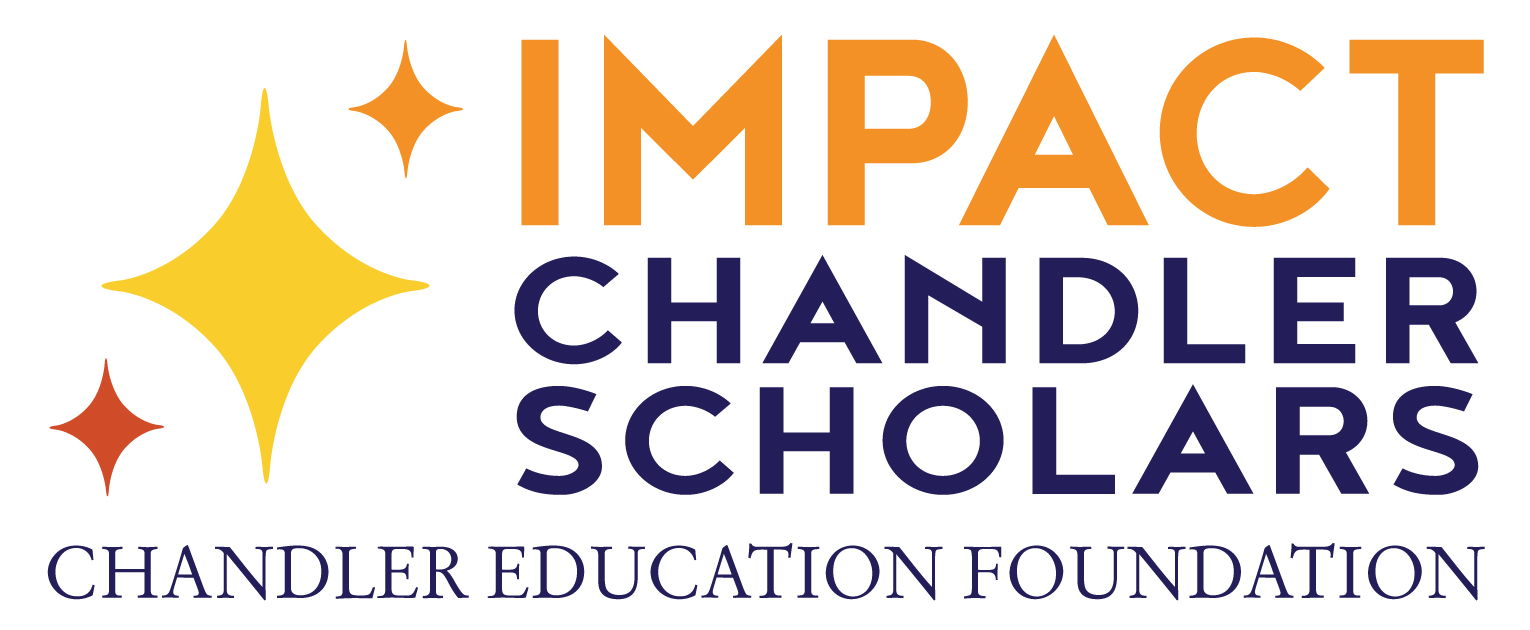 IMPACT
CHANDLER
SCHOLARS
CHANDLER EDUCATION FOUNDATION